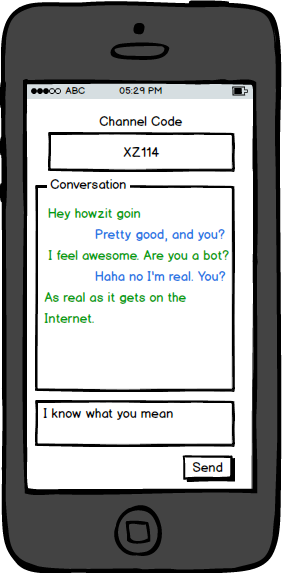 ABC 05:29 PM
Channel Code
XZ114
Conversation
Hey howzit goin
Pretty good, and you?
I feel awesome. Are you a bot?
Haha no I'm real. You?
As real as it gets on the
Internet.
I know what you mean
Send